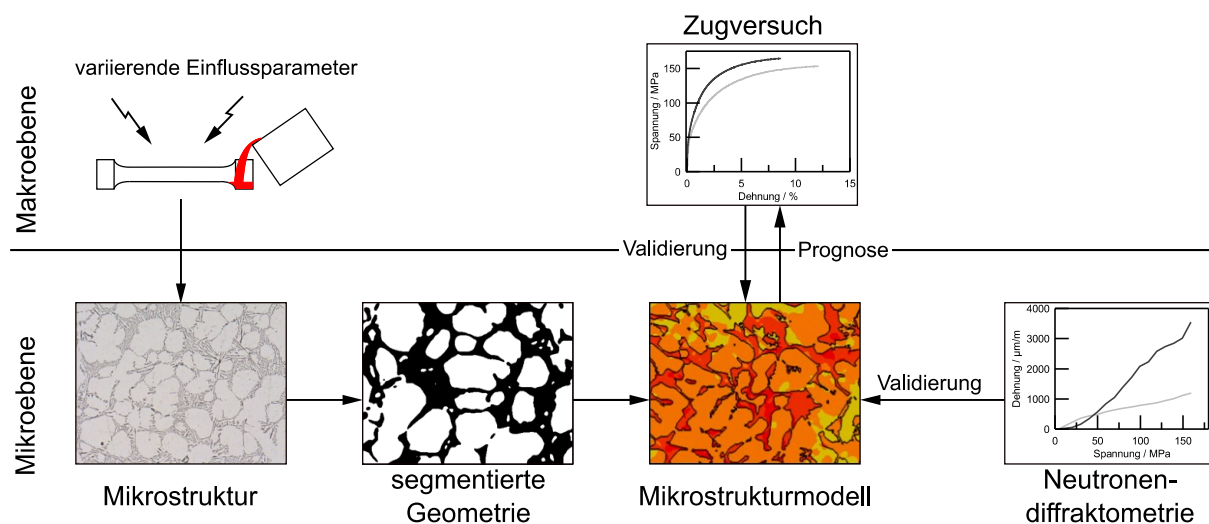 Makroebene
variierende Einflussparameter
Zugversuch
Spannung / MPa
150
100
50
0
0
5
10
15
Dehnung / %
Validierung
Prognose
Mikroebene
Mikrostruktur
segmentierte
Geometrie
Mikrostrukturmodell
Validierung
Dehnung / µm/m
4000
3000
2000
1000
0
0
50
100
150
Spannung / MPa
Neutronen-
diffraktometrie